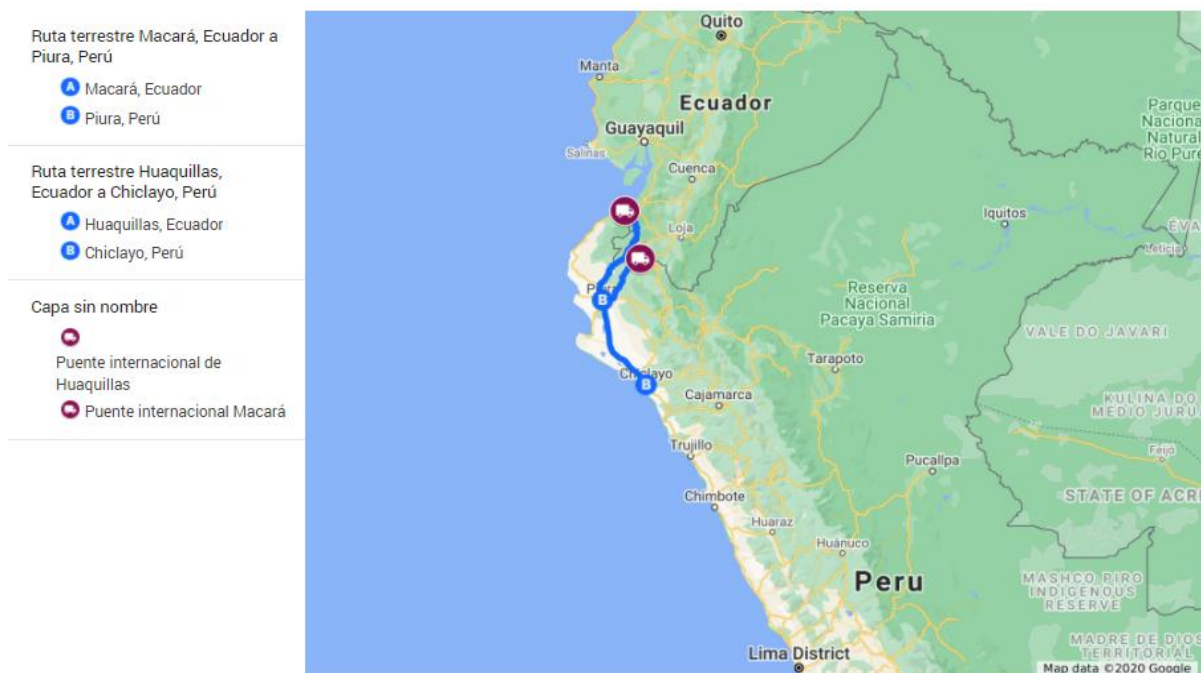 Ruta terrestre Macará, Ecuador a
Piura, Perú
A Macará, Ecuador
B Piura, Perú
Ruta terrestre Huaquillas,
Ecuador a Chiclayo, Perú
A Huaquillas, Ecuador
B Chiclayo, Perú
Capa sin nombre
Puente internacional de
Huaquillas
Puente internacional Macará
Quito
Manta
Ecuador
Parque
Nacional
Natural
Río Puré
Guayaquil
Salinas
Cuenca
Iquitos
Loja
ÉVA
Leticia
Piura
B
Reserva
Nacional
Pacaya Samiria
VALE DO JAVARI
Tarapoto
Chiclayo
B
Cajamarca
KULINA DO
MEDIO JURU
Trujillo
Feijó
Pucallpa
Chimbote
STATE OF ACRE
Huaraz
Huánuco
Peru
MASHCO PIRO
INDIGENOUS
RESERVE
MADRE DE DIOS
TERRITORIAL
Lima District
Map data ©2020 Google